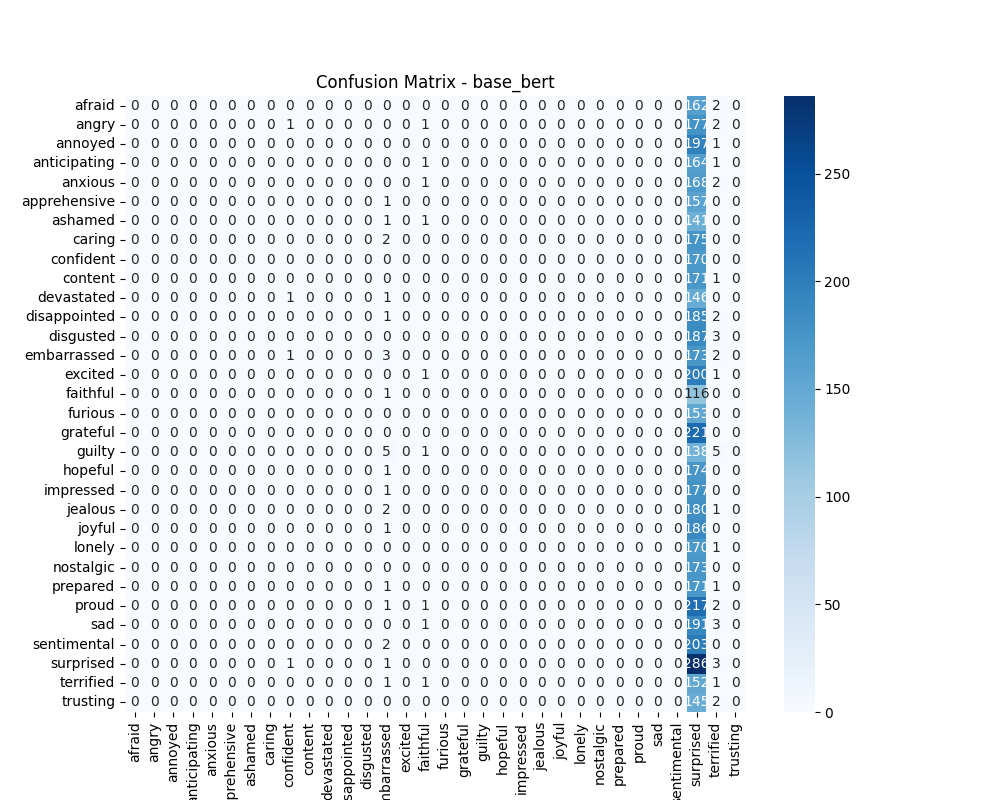 Confusion Matrix - base_bert
afraid 0 0 0 0 0 0 0 0 0 0 0 0 0 0 0 0 0 0 0 0 0 0 0 0 0 0 0 0 0 162 2 0
angry 0 0 0 0 0 0 0 0 1 0 0 0 0 0 0 1 0 0 0 0 0 0 0 0 0 0 0 0 0 177 2 0
annoyed 0 0 0 0 0 0 0 0 0 0 0 0 0 0 0 0 0 0 0 0 0 0 0 0 0 0 0 0 0 197 1 0
anticipating 0 0 0 0 0 0 0 0 0 0 0 0 0 0 0 1 0 0 0 0 0 0 0 0 0 0 0 0 0 164 1 0
anxious 0 0 0 0 0 0 0 0 0 0 0 0 0 0 0 1 0 0 0 0 0 0 0 0 0 0 0 0 0 168 2 0
apprehensive 0 0 0 0 0 0 0 0 0 0 0 0 0 1 0 0 0 0 0 0 0 0 0 0 0 0 0 0 0 157 0 0
ashamed 0 0 0 0 0 0 0 0 0 0 0 0 0 1 0 1 0 0 0 0 0 0 0 0 0 0 0 0 0 141 0 0
caring 0 0 0 0 0 0 0 0 0 0 0 0 0 2 0 0 0 0 0 0 0 0 0 0 0 0 0 0 0 175 0 0
confident 0 0 0 0 0 0 0 0 0 0 0 0 0 0 0 0 0 0 0 0 0 0 0 0 0 0 0 0 0 170 0 0
content 0 0 0 0 0 0 0 0 0 0 0 0 0 0 0 0 0 0 0 0 0 0 0 0 0 0 0 0 0 171 1 0
devastated 0 0 0 0 0 0 0 0 1 0 0 0 0 1 0 0 0 0 0 0 0 0 0 0 0 0 0 0 0 146 0 0
disappointed 0 0 0 0 0 0 0 0 0 0 0 0 0 1 0 0 0 0 0 0 0 0 0 0 0 0 0 0 0 185 2 0
disgusted 0 0 0 0 0 0 0 0 0 0 0 0 0 0 0 0 0 0 0 0 0 0 0 0 0 0 0 0 0 187 3 0
embarrassed 0 0 0 0 0 0 0 0 1 0 0 0 0 3 0 0 0 0 0 0 0 0 0 0 0 0 0 0 0 173 2 0
excited 0 0 0 0 0 0 0 0 0 0 0 0 0 0 0 1 0 0 0 0 0 0 0 0 0 0 0 0 0 200 1 0
faithful 0 0 0 0 0 0 0 0 0 0 0 0 0 1 0 0 0 0 0 0 0 0 0 0 0 0 0 0 0 116 0 0
furious 0 0 0 0 0 0 0 0 0 0 0 0 0 0 0 0 0 0 0 0 0 0 0 0 0 0 0 0 0 153 0 0
grateful 0 0 0 0 0 0 0 0 0 0 0 0 0 0 0 0 0 0 0 0 0 0 0 0 0 0 0 0 0 221 0 0
guilty 0 0 0 0 0 0 0 0 0 0 0 0 0 5 0 1 0 0 0 0 0 0 0 0 0 0 0 0 0 138 5 0
hopeful 0 0 0 0 0 0 0 0 0 0 0 0 0 1 0 0 0 0 0 0 0 0 0 0 0 0 0 0 0 174 0 0
impressed 0 0 0 0 0 0 0 0 0 0 0 0 0 1 0 0 0 0 0 0 0 0 0 0 0 0 0 0 0 177 0 0
jealous 0 0 0 0 0 0 0 0 0 0 0 0 0 2 0 0 0 0 0 0 0 0 0 0 0 0 0 0 0 180 1 0
joyful 0 0 0 0 0 0 0 0 0 0 0 0 0 1 0 0 0 0 0 0 0 0 0 0 0 0 0 0 0 186 0 0
lonely 0 0 0 0 0 0 0 0 0 0 0 0 0 0 0 0 0 0 0 0 0 0 0 0 0 0 0 0 0 170 1 0
nostalgic 0 0 0 0 0 0 0 0 0 0 0 0 0 0 0 0 0 0 0 0 0 0 0 0 0 0 0 0 0 173 0 0
prepared 0 0 0 0 0 0 0 0 0 0 0 0 0 1 0 0 0 0 0 0 0 0 0 0 0 0 0 0 0 171 1 0
proud 0 0 0 0 0 0 0 0 0 0 0 0 0 1 0 1 0 0 0 0 0 0 0 0 0 0 0 0 0 217 2 0
sad 0 0 0 0 0 0 0 0 0 0 0 0 0 0 0 1 0 0 0 0 0 0 0 0 0 0 0 0 0 191 3 0
sentimental 0 0 0 0 0 0 0 0 0 0 0 0 0 2 0 0 0 0 0 0 0 0 0 0 0 0 0 0 0 203 0 0
surprised 0 0 0 0 0 0 0 0 1 0 0 0 0 1 0 0 0 0 0 0 0 0 0 0 0 0 0 0 0 286 3 0
terrified 0 0 0 0 0 0 0 0 0 0 0 0 0 1 0 1 0 0 0 0 0 0 0 0 0 0 0 0 0 152 1 0
trusting 0 0 0 0 0 0 0 0 0 0 0 0 0 0 0 0 0 0 0 0 0 0 0 0 0 0 0 0 0 145 2 0
afraid
angry
annoyed
nticipating
anxious
prehensive
ashamed
caring
confident
content
devastated
sappointed
disgusted
mbarrassed
excited
faithful
furious
grateful
guilty
hopeful
impressed
jealous
joyful
lonely
nostalgic
prepared
proud
sad
entimental
surprised
terrified
trusting
250
200
150
100
50
0